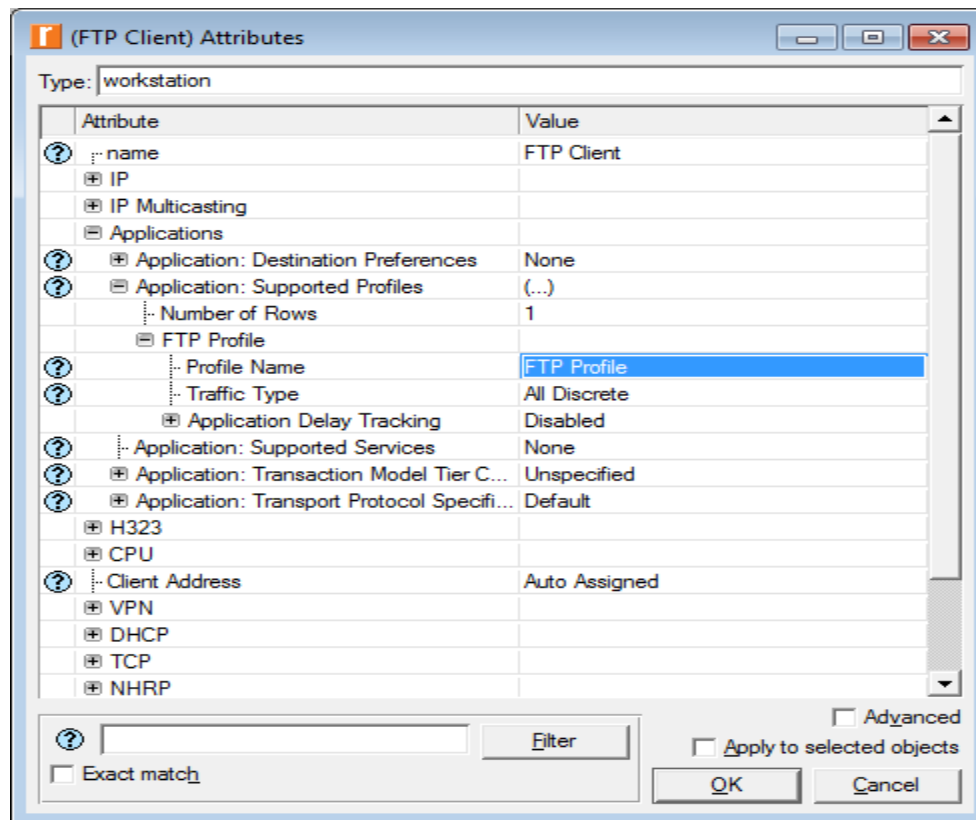 (FTP Client) Attributes
Type: workstation
Attribute Value
name FTP Client
IP
IP Multicasting
Applications
Application: Destination Preferences None
Application: Supported Profiles (...)
Number of Rows 1
FTP Profile
Profile Name FTP Profile
Traffic Type All Discrete
Application Delay Tracking Disabled
Application: Supported Services None
Application: Transaction Model Tier C... Unspecified
Application: Transport Protocol Specifi... Default
H323
CPU
Client Address Auto Assigned
VPN
DHCP
TCP
NHRP
Advanced
Filter
Apply to selected objects
Exact match
OK Cancel